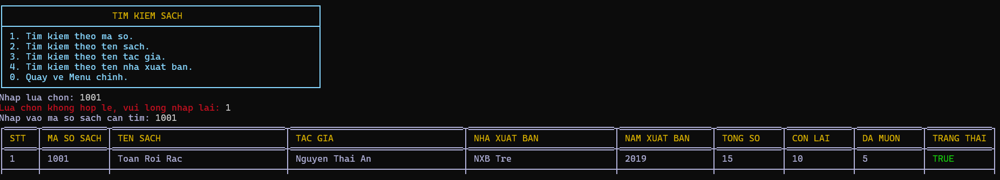 TIM KIEM SACH
1. Tim kiem theo ma so.
2. Tim kiem theo ten sach.
3. Tim kiem theo ten tac gia.
4. Tim kiem theo ten nha xuat ban.
0. Quay ve Menu chinh.
Nhap lua chon: 1001
Lua chon khong hop le, vui long nhap lai: 1
Nhap vao ma so sach can tim: 1001
STT MA SO SACH TEN SACH TAC GIA NHA XUAT BAN NAM XUAT BAN TONG SO CON LAI DA MUON TRANG THAI
1 1001 Toan Roi Rac Nguyen Thai An NXB Tre 2019 15 10 5 TRUE